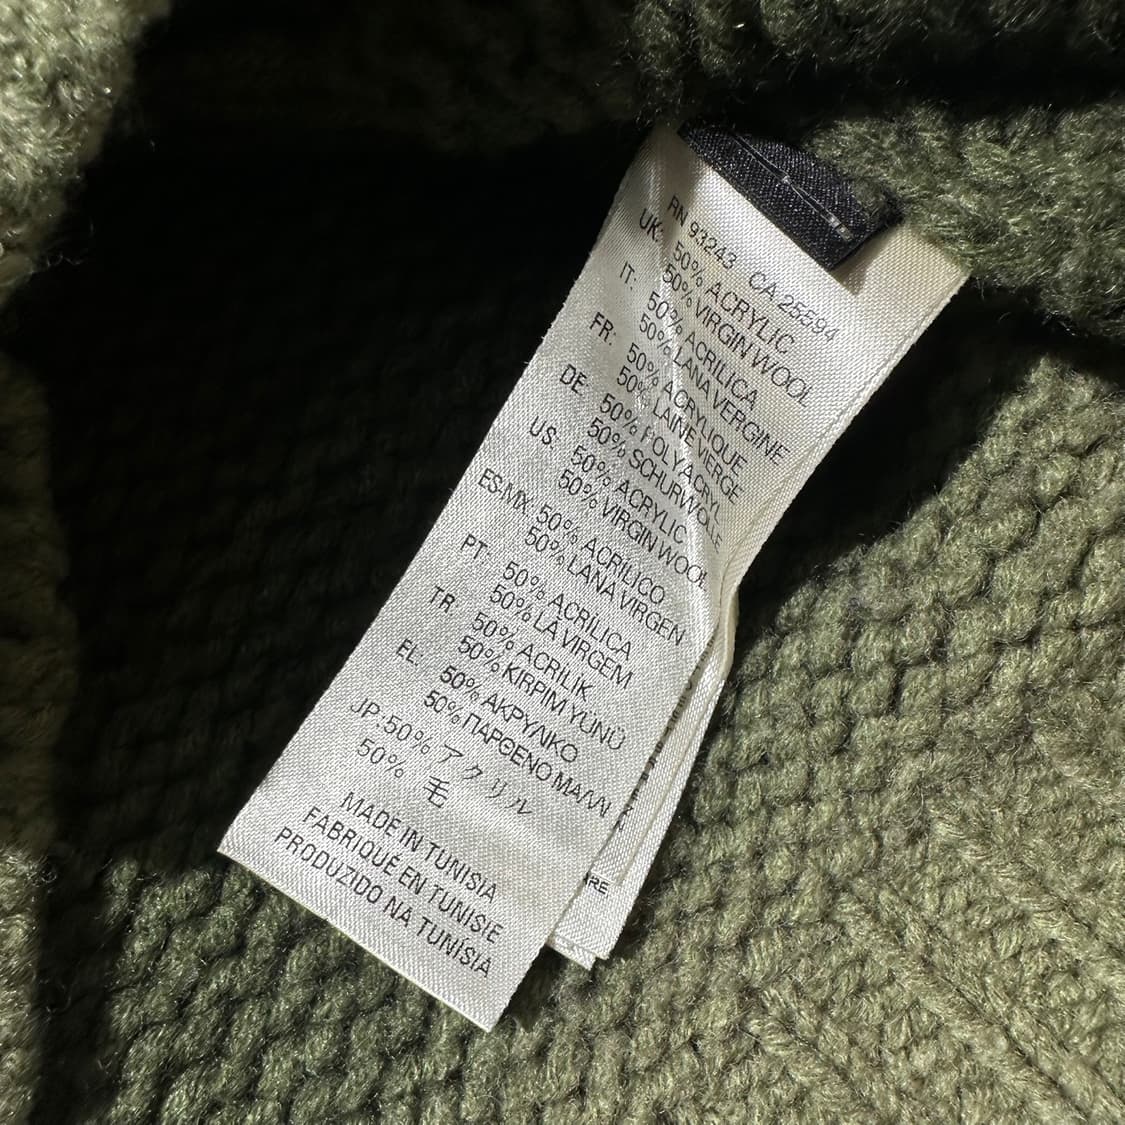 RN 93243 CA 25594
UK: 50% ACRYLIC
50% VIRGIN WOOL
IT: 50% ACRILICA
50% LANA VERGINE
FR: 50% ACRYLIQUE
50% LAINE VIERGE
DE: 50% POLYACRYL
50% SCHURWOLLE
US: 50% ACRYLIC
50% VIRGIN WOOL
ES:MX: 50% ACRILICO
50% LANA VIRGEN
PT: 50% ACRILICA
50% LA VIRGEM
TR: 50% ACRILIK
50% KIRPIM YÜNÜ
EL: 50% ΑΚΡΥΛΙΚΟ
50% ΠΑΡΘΕΝΟ ΜΑΛΛΙ
JP:50% アクリル
50% 毛
MADE IN TUNISIA
FABRIQUÉ EN TUNISIE
PRODUZIDO NA TUNÍSIA